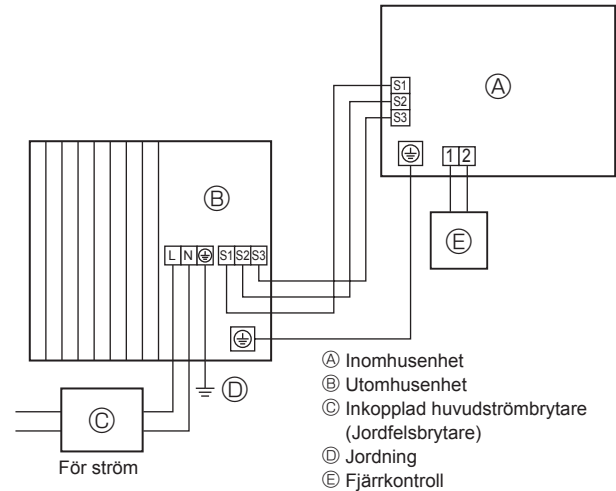 S1
S2
S3
Ⓐ
1 2
Ⓑ
Ⓔ
L N S1 S2 S3
Ⓓ
Ⓒ
För ström
Ⓐ Inomhusenhet
Ⓑ Utomhusenhet
Ⓒ Inkopplad huvudströmbrytare
(Jordfelsbrytare)
Ⓓ Jordning
Ⓔ Fjärrkontroll